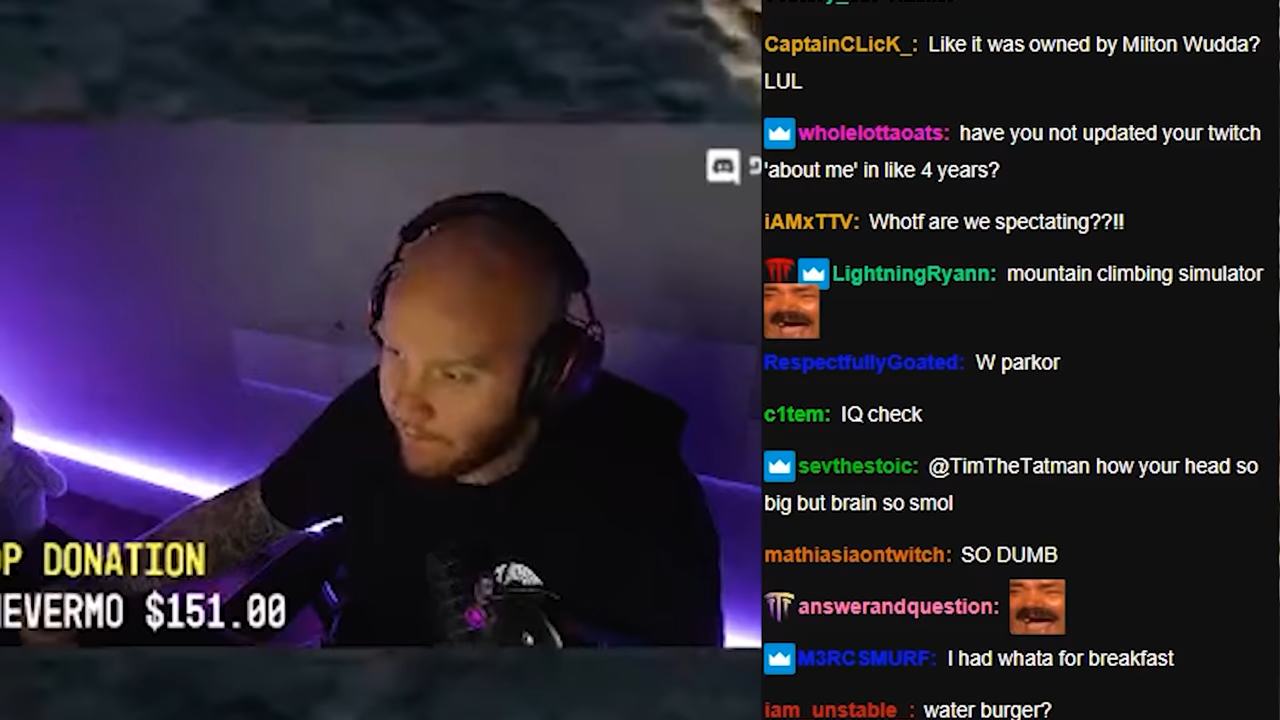 CaptainCLicK_: Like it was owned by Milton Wudda?
LUL
wholelottaoats: have you not updated your twitch
'about me' in like 4 years?
iAMxTTV: Whotf are we spectating??!!
LightningRyann: mountain climbing simulator
RespectfullyGoated: W parkor
c1tem: IQ check
sevthestoic: @TimTheTatman how your head so
big but brain so smol
mathiasiaontwitch: SO DUMB
answerandquestion:
M3RCSMURF: I had whata for breakfast
iam_unstable_: water burger?
OP DONATION
NEVERMO $151.00